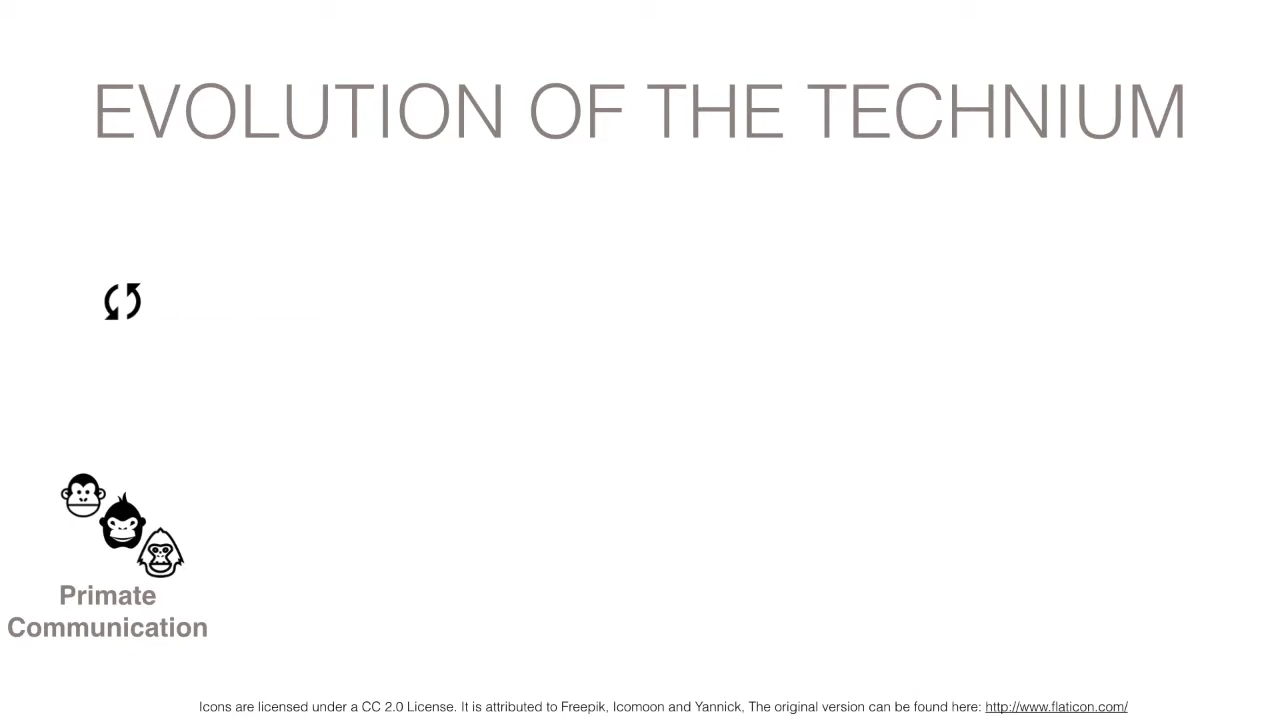 EVOLUTION OF THE TECHNIUM
Primate
Communication
Icons are licensed under a CC 2.0 License. It is attributed to Freepik, Icomoon and Yannick, The original version can be found here: http://www.flaticon.com/